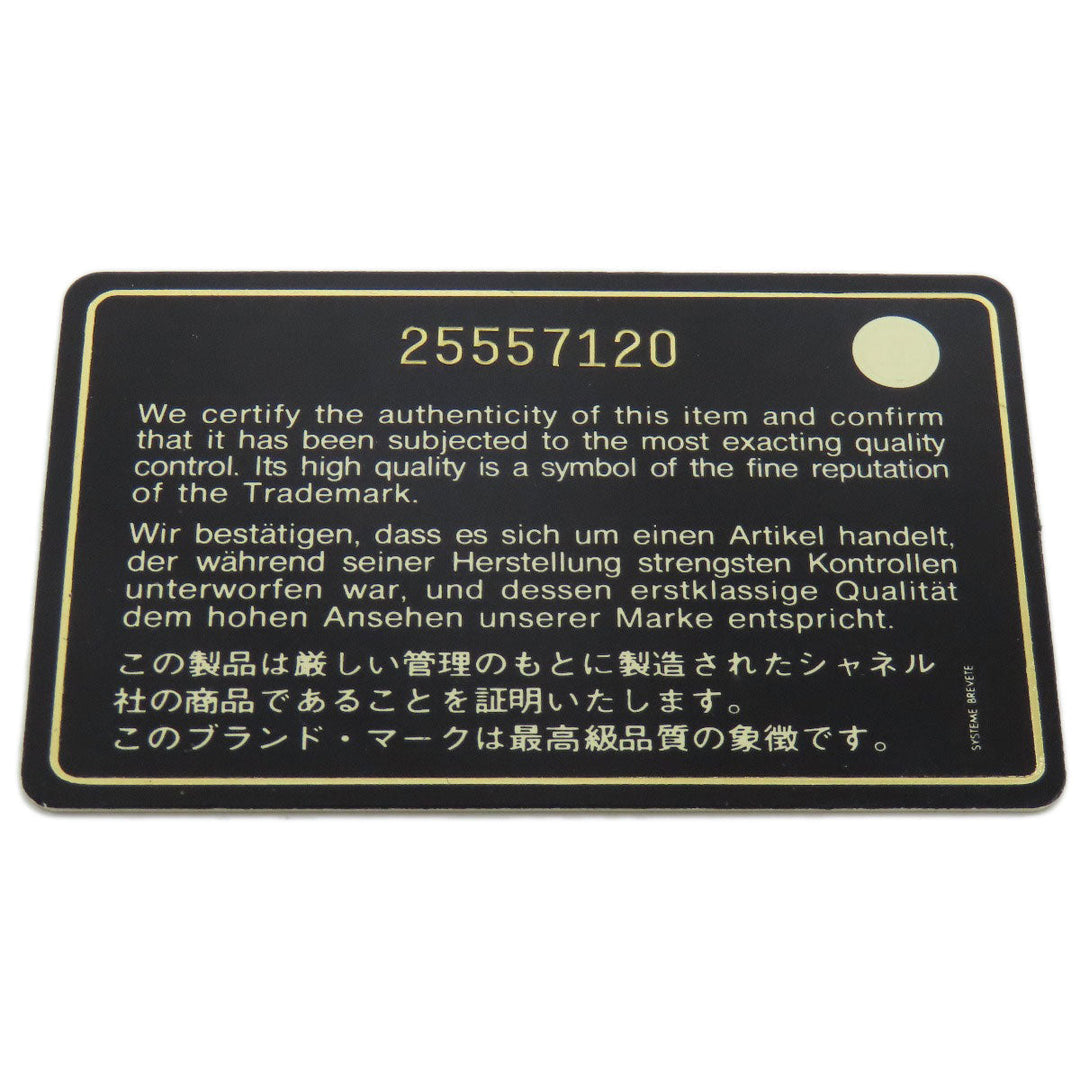 25557120
We certify the authenticity of this item and confirm
that it has been subjected to the most exacting quality
control. Its high quality is a symbol of the fine reputation
of the Trademark.
Wir bestätigen, dass es sich um einen Artikel handelt,
der während seiner Herstellung strengsten Kontrollen
unterworfen war, und dessen erstklassige Qualität
dem hohen Ansehen unserer Marke entspricht.
この製品は厳しい管理のもとに製造されたシャネル
社の商品であることを証明いたします。
このブランド・マークは最高級品質の象徴です。
SYSTEME BREVETE